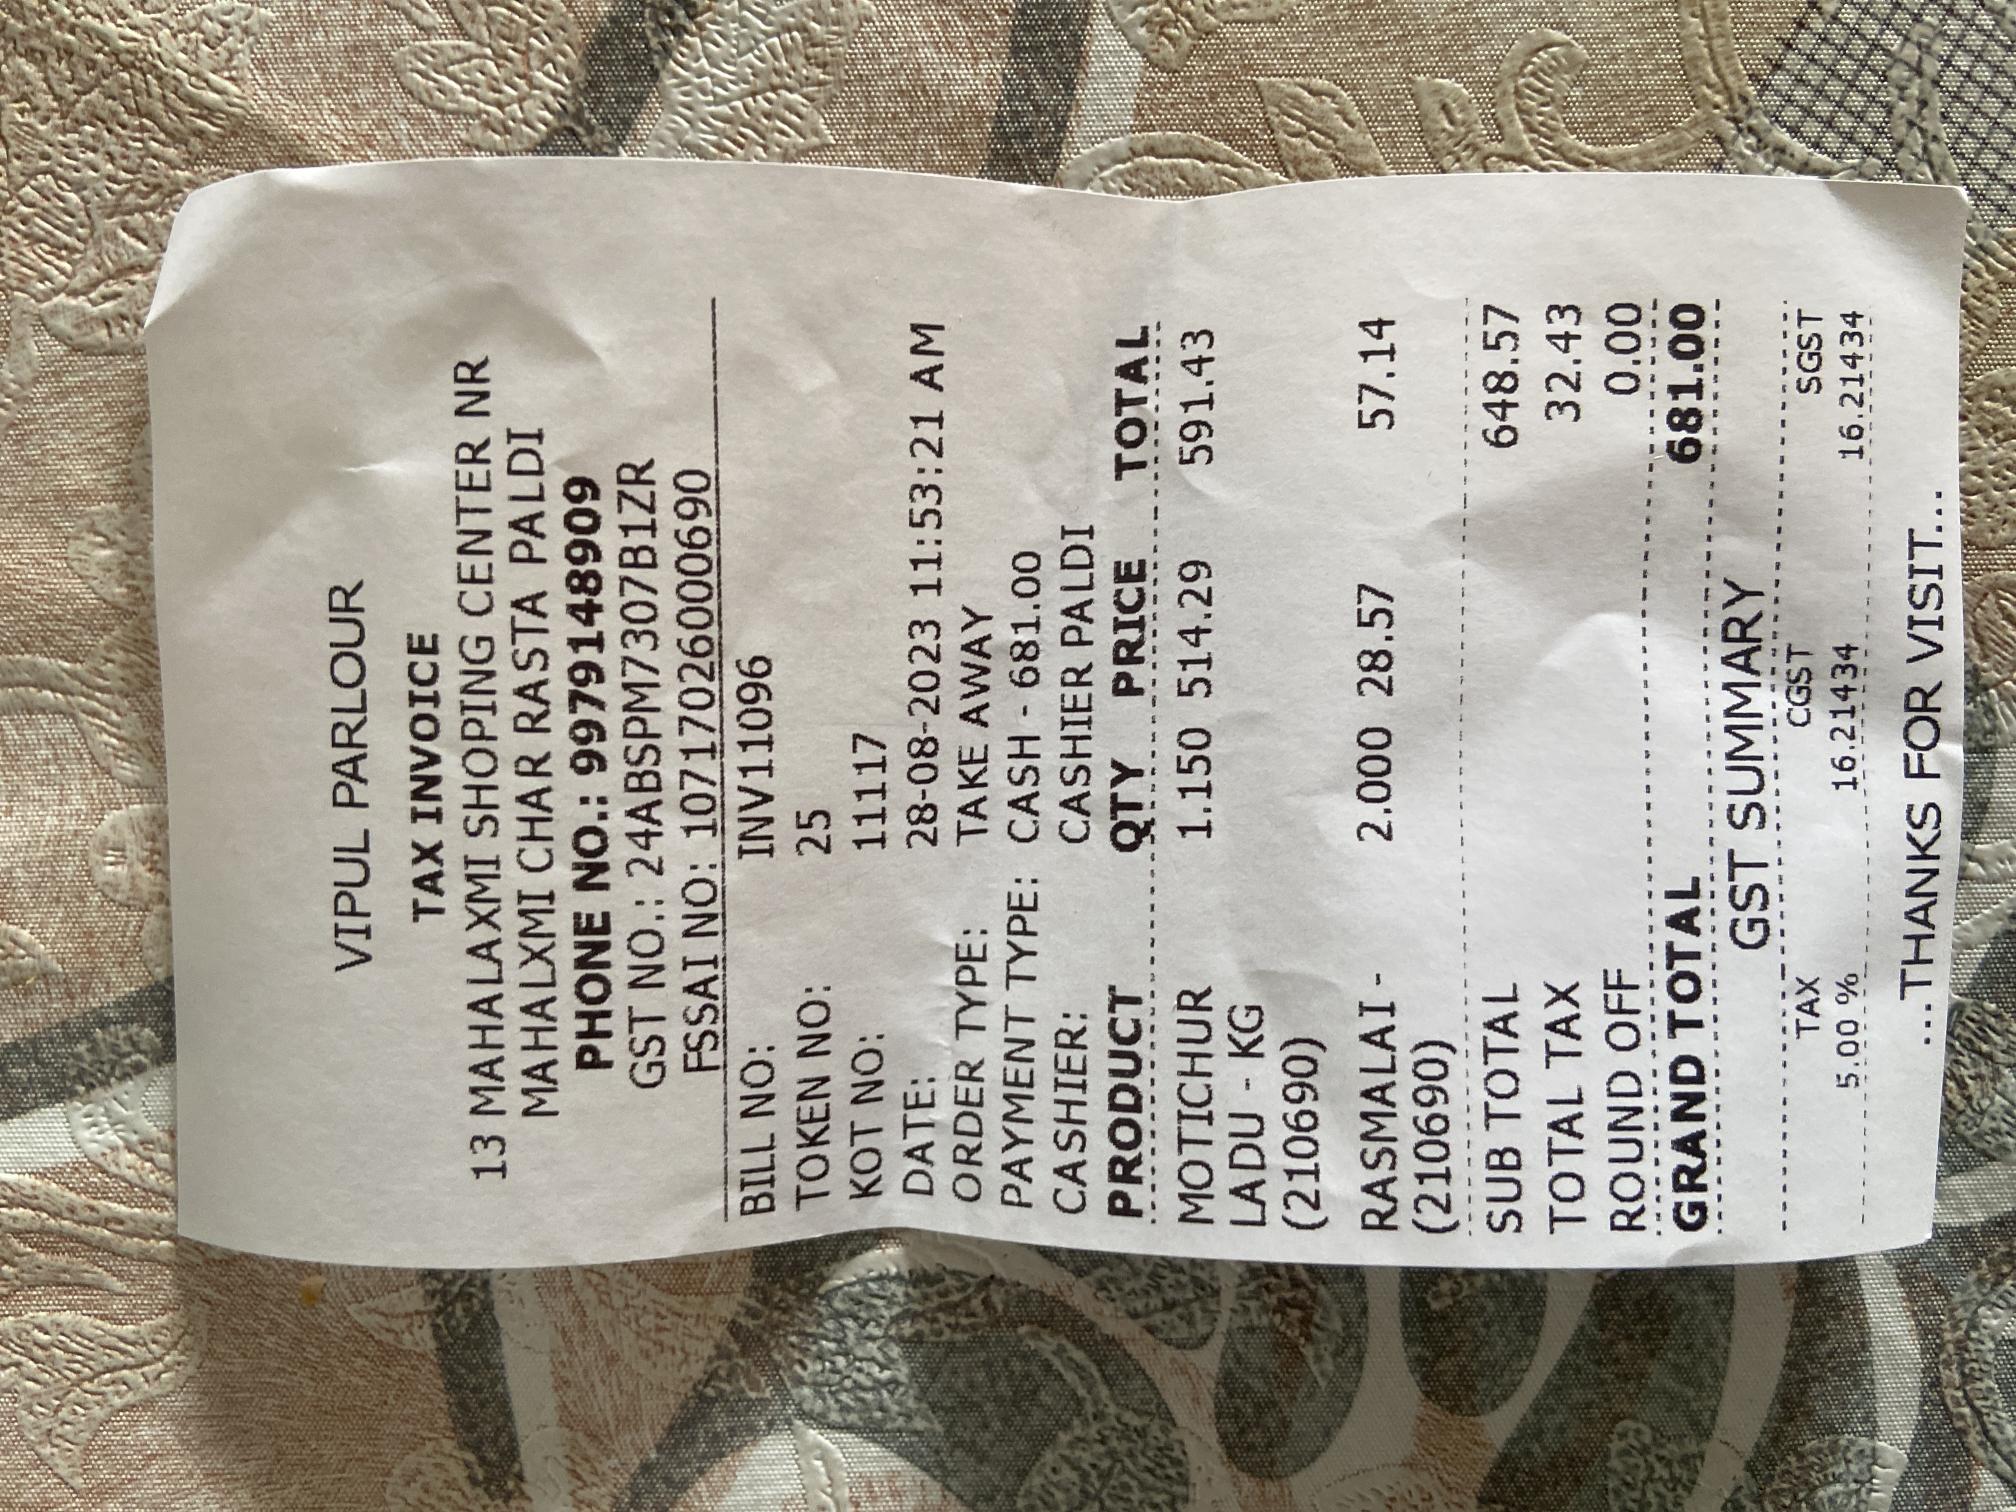 VIPUL PARLOUR
TAX INVOICE
13 MAHALAXMI SHOPING CENTER NR
MAHALXMI CHAR RASTA PALDI
PHONE NO.: 9979148909
GST NO.: 24ABSPM7307B1ZR
FSSAI NO: 10717026000690
BILL NO: INV11096
TOKEN NO: 25
KOT NO: 11117
DATE: 28-08-2023 11:53:21 AM
ORDER TYPE: TAKE AWAY
PAYMENT TYPE: CASH - 681.00
CASHIER: CASHIER PALDI
PRODUCT QTY PRICE TOTAL
MOTICHUR 1.150 514.29 591.43
LADU - KG
(210690)
RASMALAI - 2.000 28.57 57.14
(210690)
SUB TOTAL 648.57
TOTAL TAX 32.43
ROUND OFF 0.00
GRAND TOTAL 681.00
GST SUMMARY
TAX CGST SGST
5.00 % 16.21434 16.21434
...THANKS FOR VISIT...